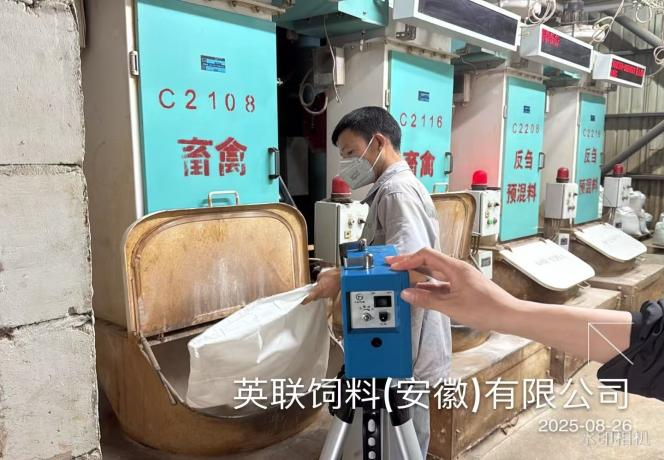 C2108
畜禽
C2116
畜禽
C2208
反刍
预混料
C2216
反刍
预混料
英联饲料(安徽)有限公司
2025-08-26
水印相机